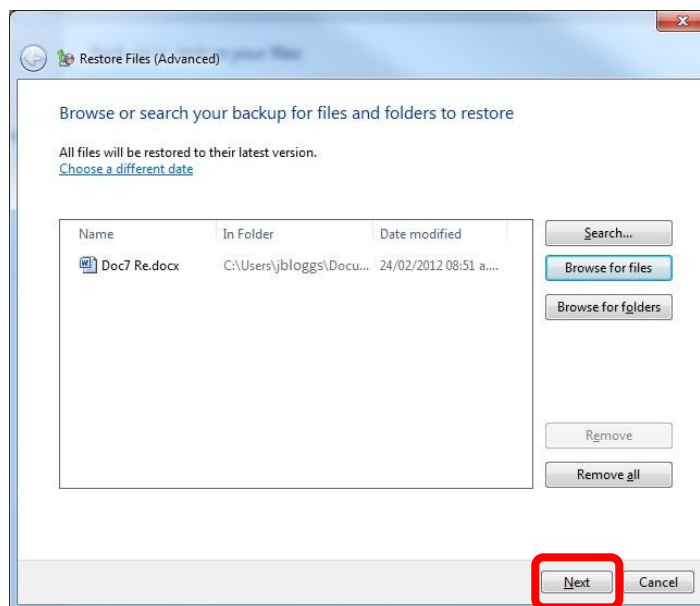 Restore Files (Advanced)
Browse or search your backup for files and folders to restore
All files will be restored to their latest version.
Choose a different date
Name In Folder Date modified
Doc7 Re.docx C:\Users\jbloggs\Docu... 24/02/2012 08:51 a....
Search...
Browse for files
Browse for folders
Remove
Remove all
Next Cancel